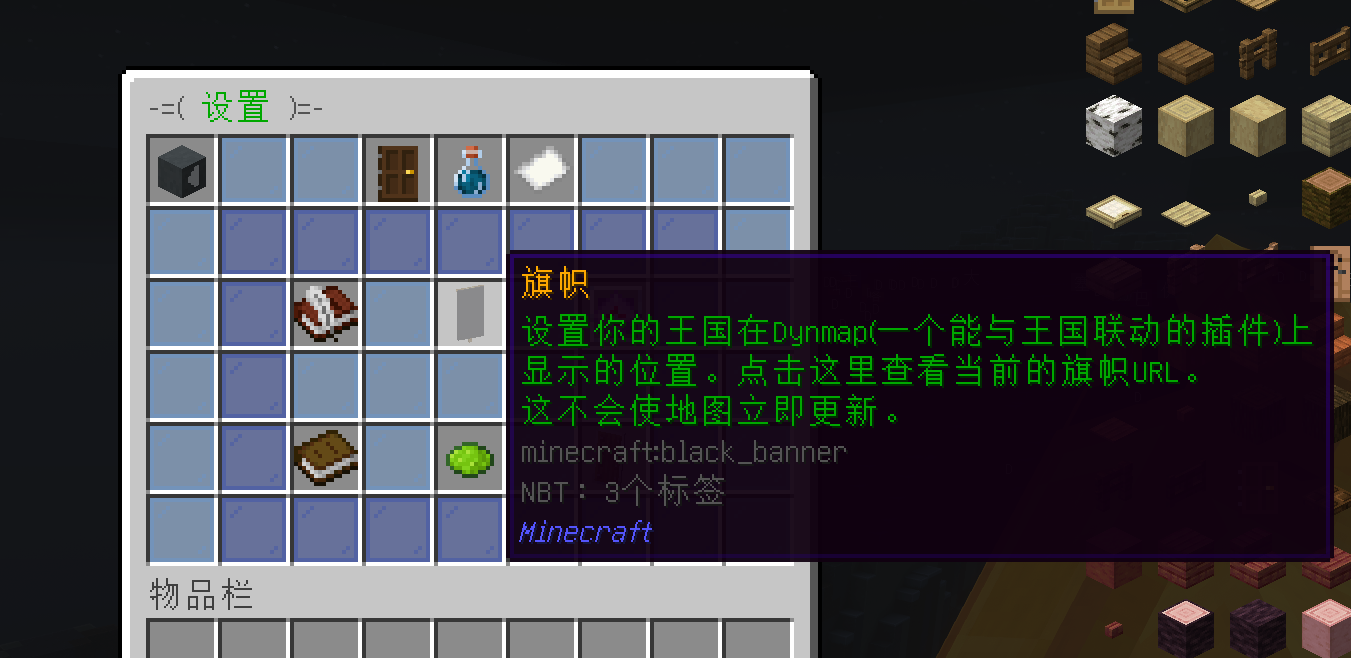 -=( 设置 )=-
旗帜
设置你的王国在Dynmap(一个能与王国联动的插件)上
显示的位置。点击这里查看当前的旗帜URL。
这不会使地图立即更新。
minecraft:black_banner
NBT: 3个标签
Minecraft
物品栏